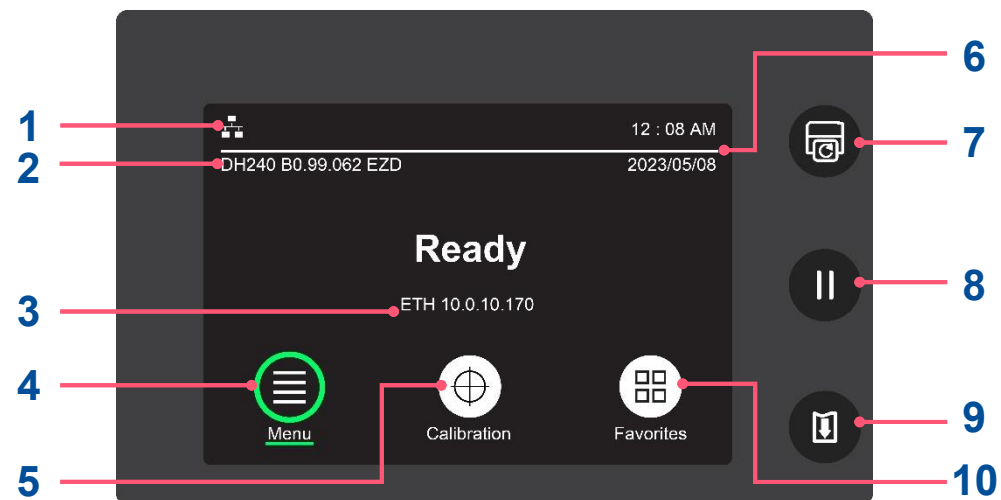 6
1
12 : 08 AM
7
2
DH240 B0.99.062 EZD
2023/05/08
Ready
3
ETH 10.0.10.170
8
4
Menu
Calibration
Favorites
9
5
10